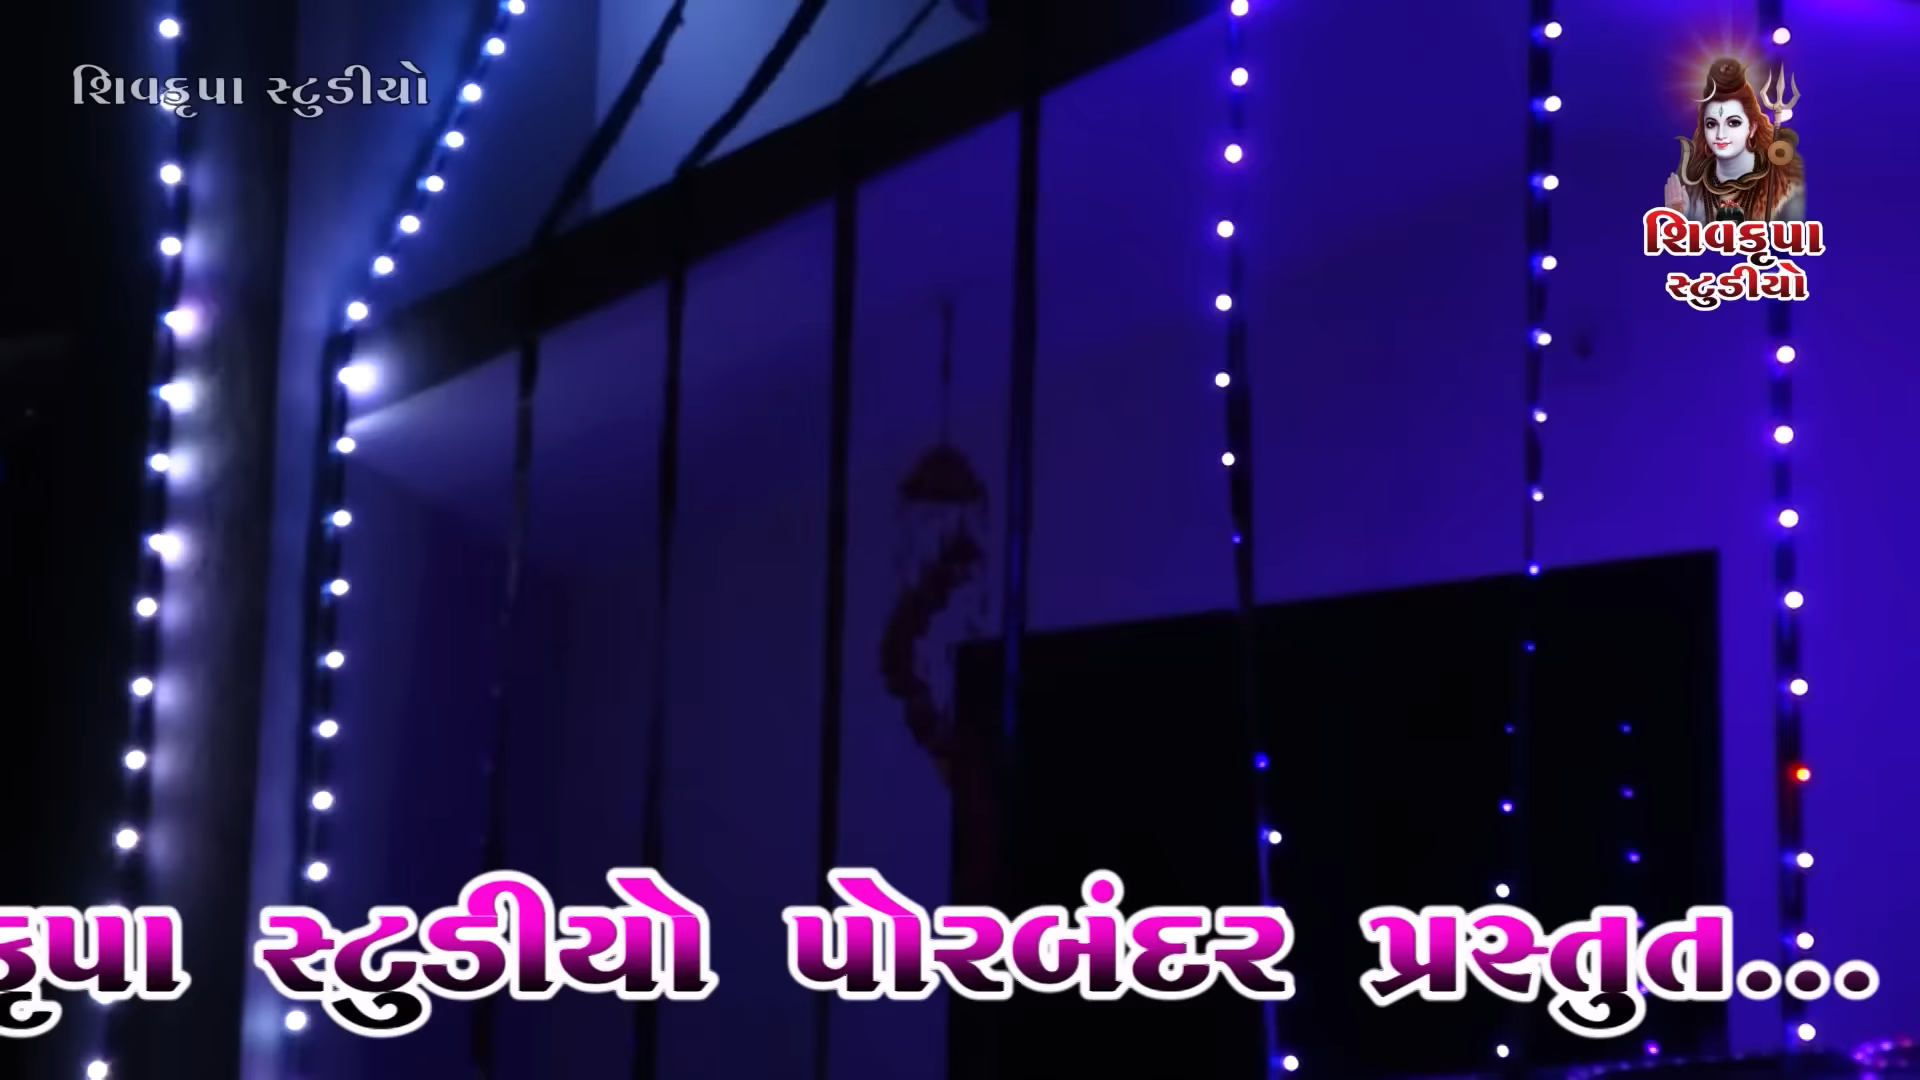 શિવકૃપા સ્ટુડીયો
શિવકૃપા
સ્ટુડીયો
કૃપા સ્ટુડીયો પોરબંદર પ્રસ્તુત...